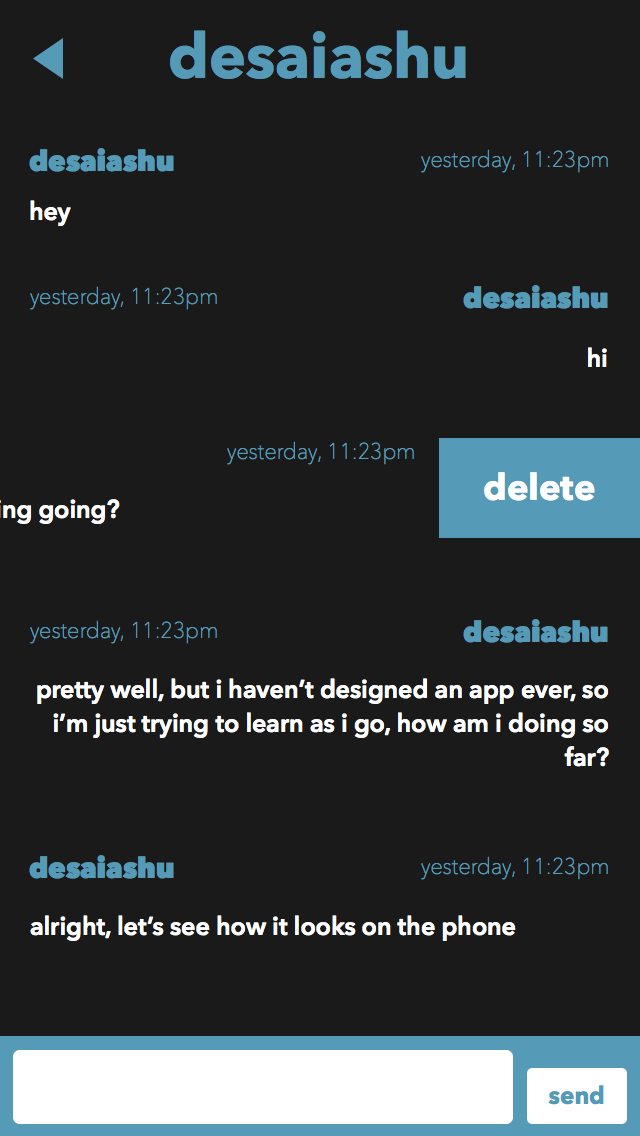 desaiashu
desaiashu yesterday, 11:23pm
hey
yesterday, 11:23pm desaiashu
hi
yesterday, 11:23pm
delete
ing going?
yesterday, 11:23pm desaiashu
pretty well, but i haven’t designed an app ever, so
i’m just trying to learn as i go, how am i doing so
far?
desaiashu yesterday, 11:23pm
alright, let’s see how it looks on the phone
send